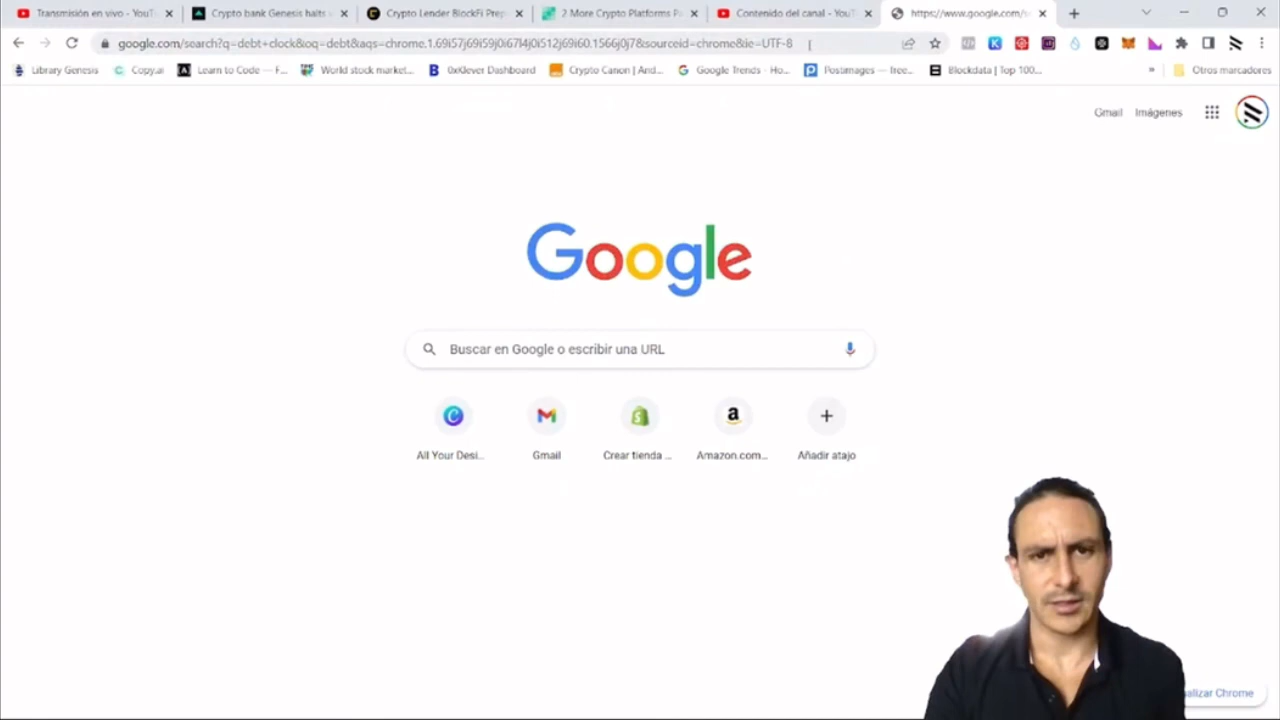 Transmisión en vivo - YouT
Crypto bank Genesis halts w
Crypto Lender BlockFi Prep
2 More Crypto Platforms Pa
Contenido del canal - YouT
https://www.google.com/se
google.com/search?q=debt+clock&oq=debt&aqs=chrome.1.69i57j69i59j0i67l4j0i512j69i60.1566j0j7&sourceid=chrome&ie=UTF-8
Library Genesis
Copy.ai
Learn to Code — F...
World stock market...
0xKlever Dashboard
Crypto Canon | And...
Google Trends - Ho...
Postimages — free...
Blockdata | Top 100...
»
Otros marcadores
Gmail
Imágenes
Google
Buscar en Google o escribir una URL
All Your Desi...
Gmail
Crear tienda ...
Amazon.com...
Añadir atajo
alizar Chrome